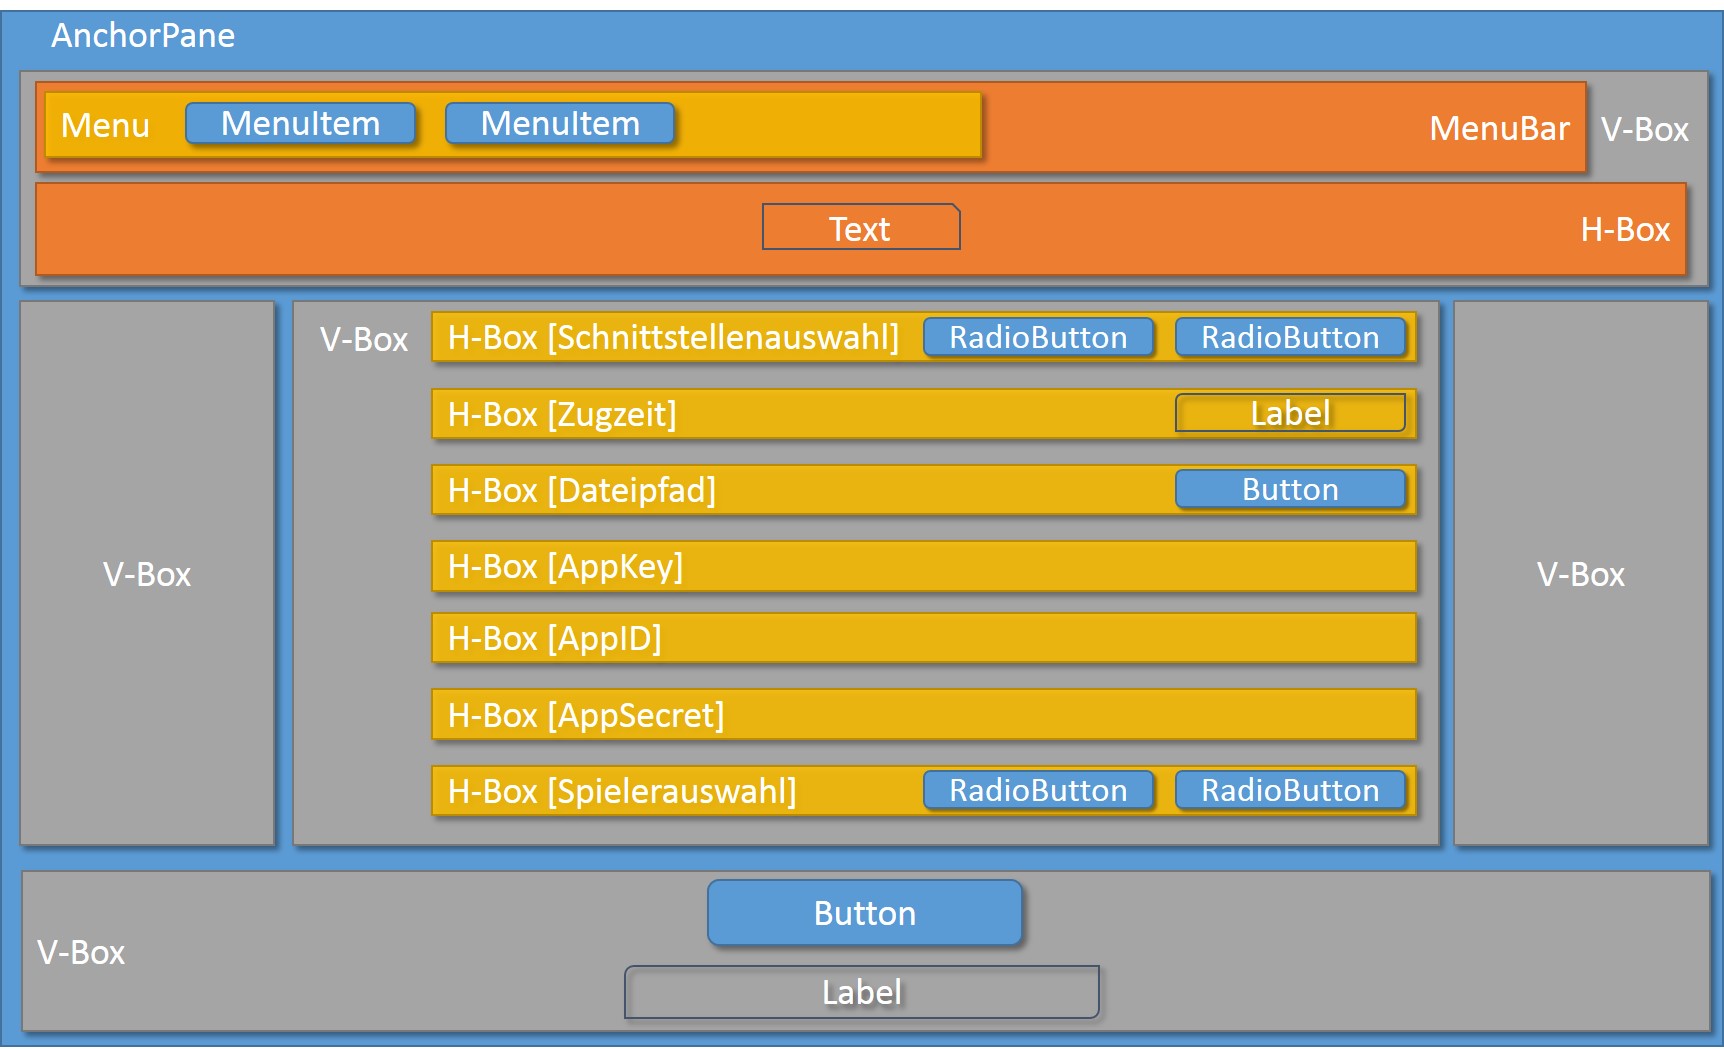 AnchorPane
Menu MenuItem MenuItem MenuBar V-Box
Text H-Box
V-Box H-Box [Schnittstellenauswahl] RadioButton RadioButton
H-Box [Zugzeit] Label
H-Box [Dateipfad] Button
V-Box H-Box [AppKey] V-Box
H-Box [AppID]
H-Box [AppSecret]
H-Box [Spielerauswahl] RadioButton RadioButton
Button
V-Box
Label